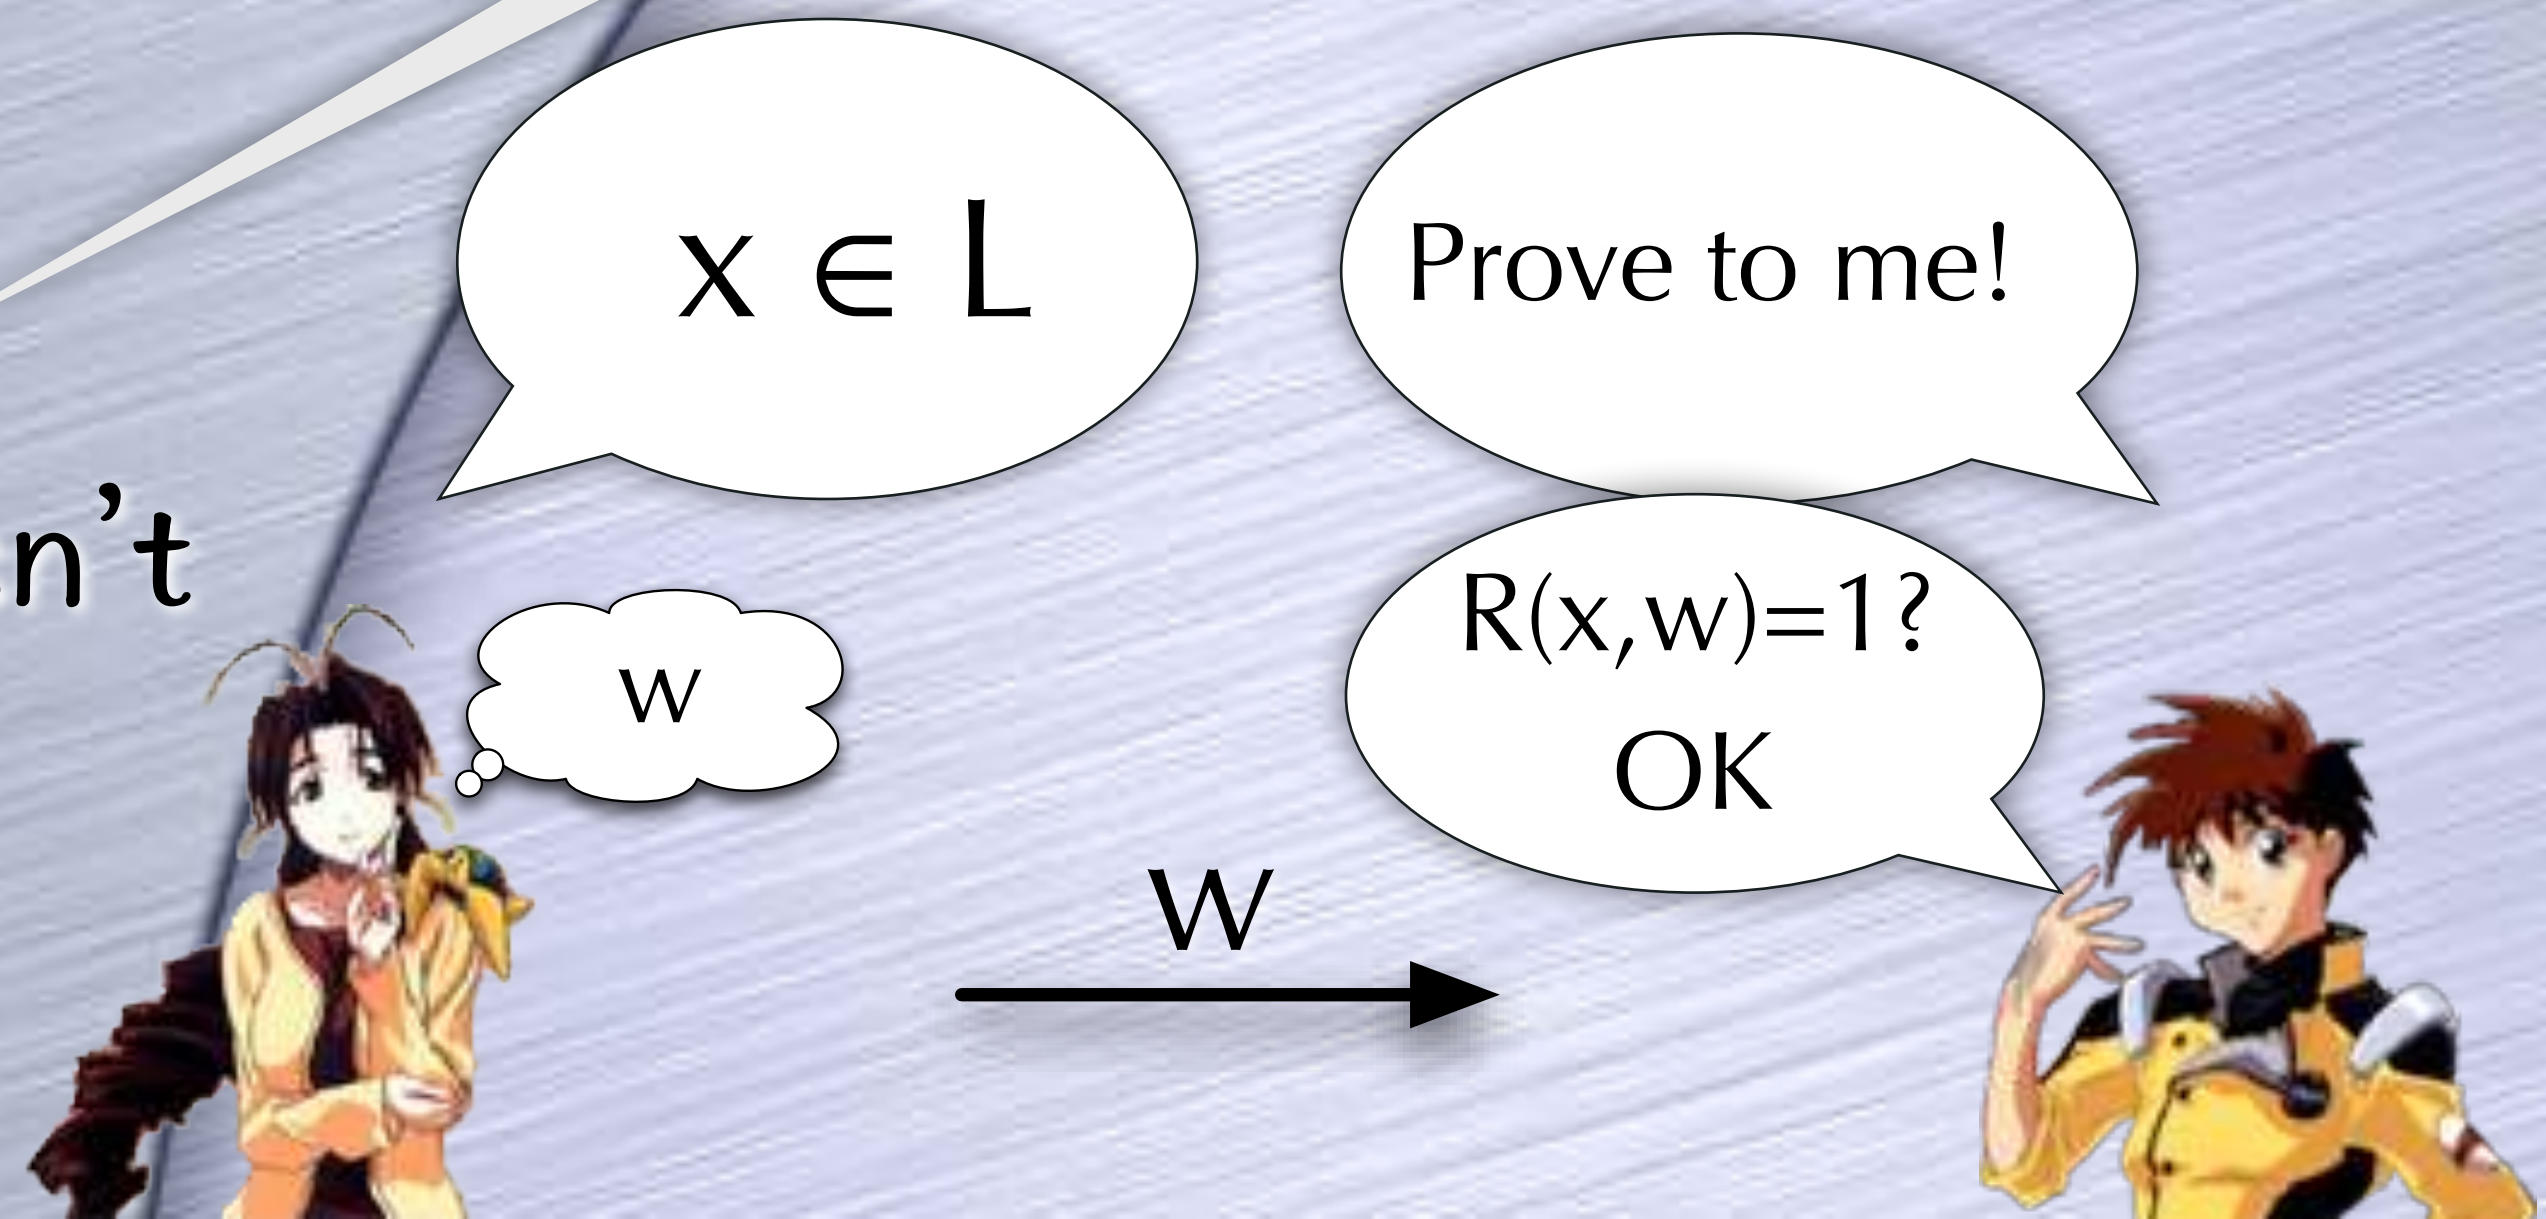 x ∈ L
Prove to me!
n't
w
R(x,w)=1?
OK
w